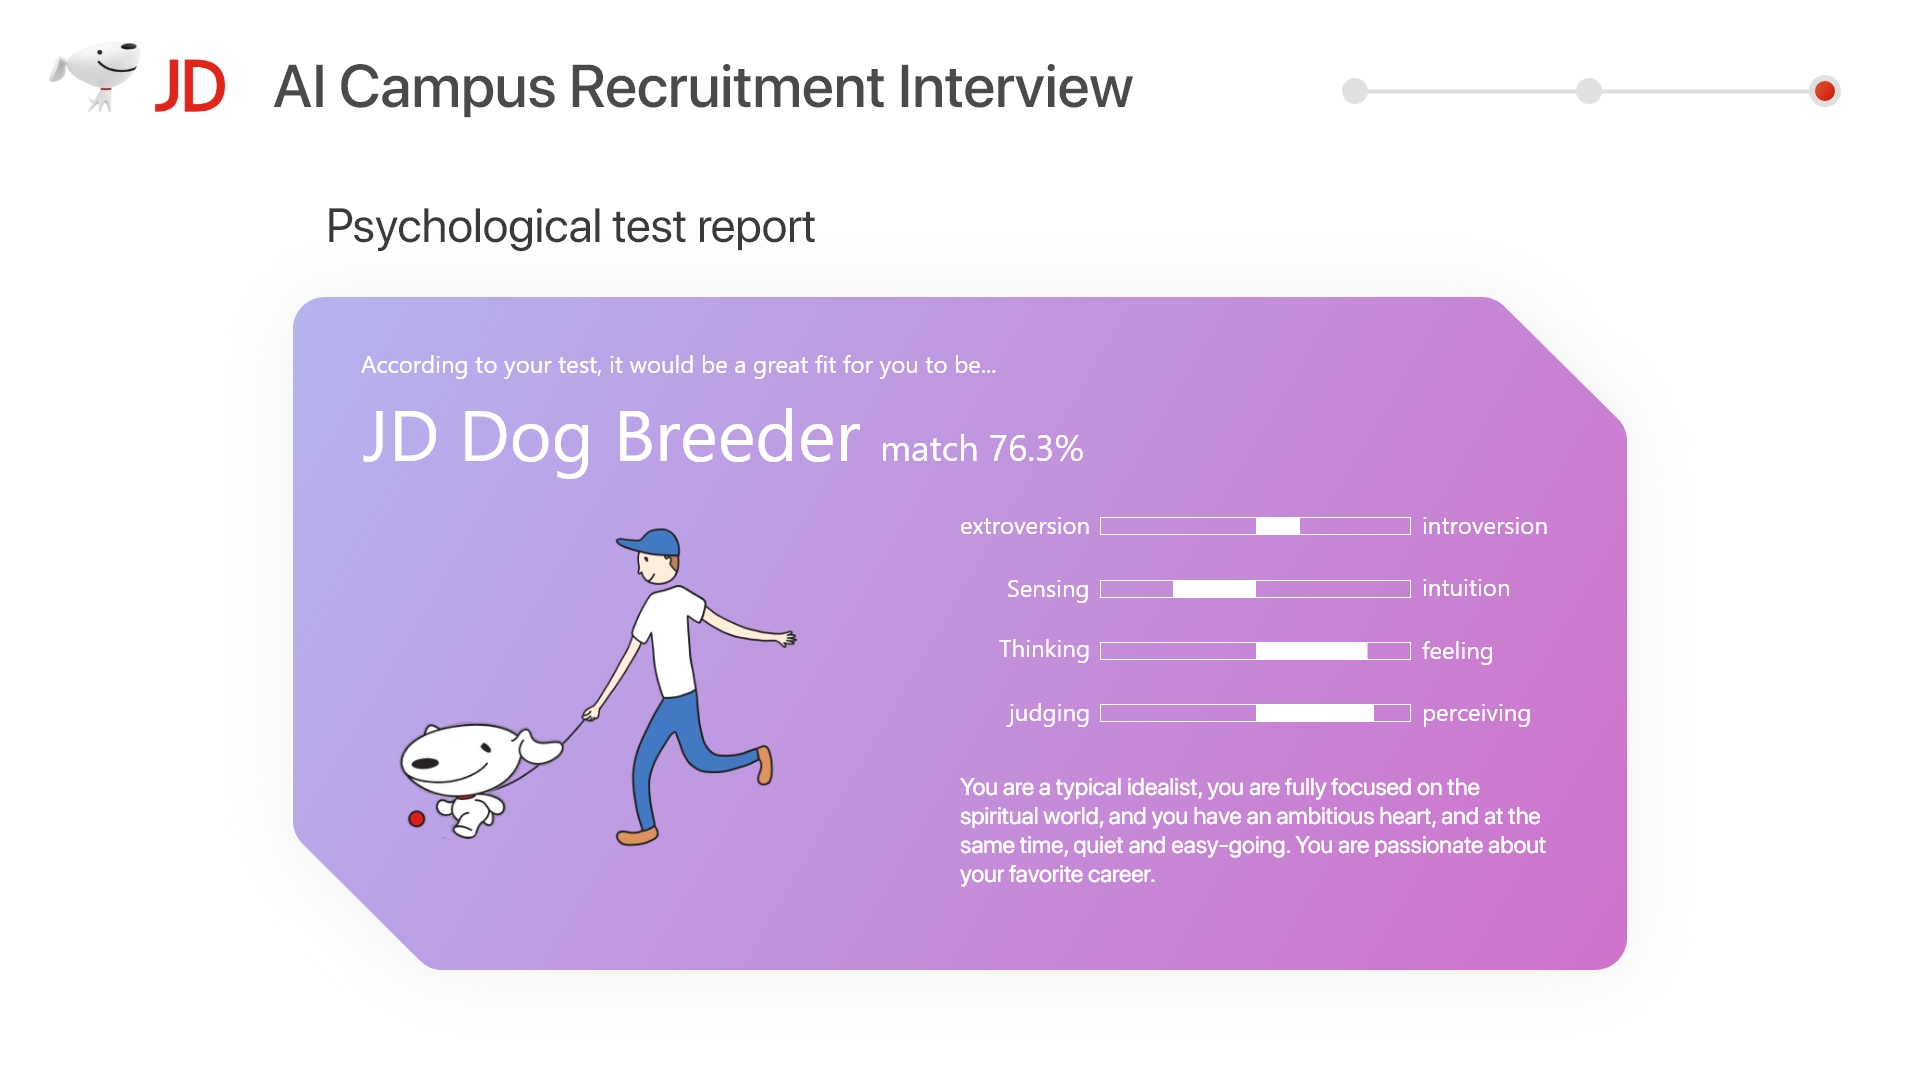 JD AI Campus Recruitment Interview
Psychological test report
According to your test, it would be a great fit for you to be...
JD Dog Breeder match 76.3%
extroversion introversion
Sensing intuition
Thinking feeling
judging perceiving
You are a typical idealist, you are fully focused on the
spiritual world, and you have an ambitious heart, and at the
same time, quiet and easy-going. You are passionate about
your favorite career.